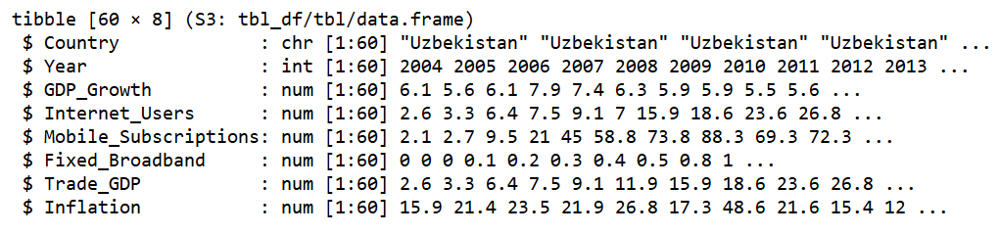 tibble [60 × 8] (S3: tbl_df/tbl/data.frame)
 $ Country             : chr [1:60] "Uzbekistan" "Uzbekistan" "Uzbekistan" "Uzbekistan" ...
 $ Year                : int [1:60] 2004 2005 2006 2007 2008 2009 2010 2011 2012 2013 ...
 $ GDP_Growth          : num [1:60] 6.1 5.6 6.1 7.9 7.4 6.3 5.9 5.9 5.5 5.6 ...
 $ Internet_Users      : num [1:60] 2.6 3.3 6.4 7.5 9.1 7 15.9 18.6 23.6 26.8 ...
 $ Mobile_Subscriptions: num [1:60] 2.1 2.7 9.5 21 45 58.8 73.8 88.3 69.3 72.3 ...
 $ Fixed_Broadband     : num [1:60] 0 0 0 0.1 0.2 0.3 0.4 0.5 0.8 1 ...
 $ Trade_GDP           : num [1:60] 2.6 3.3 6.4 7.5 9.1 11.9 15.9 18.6 23.6 26.8 ...
 $ Inflation           : num [1:60] 15.9 21.4 23.5 21.9 26.8 17.3 48.6 21.6 15.4 12 ...